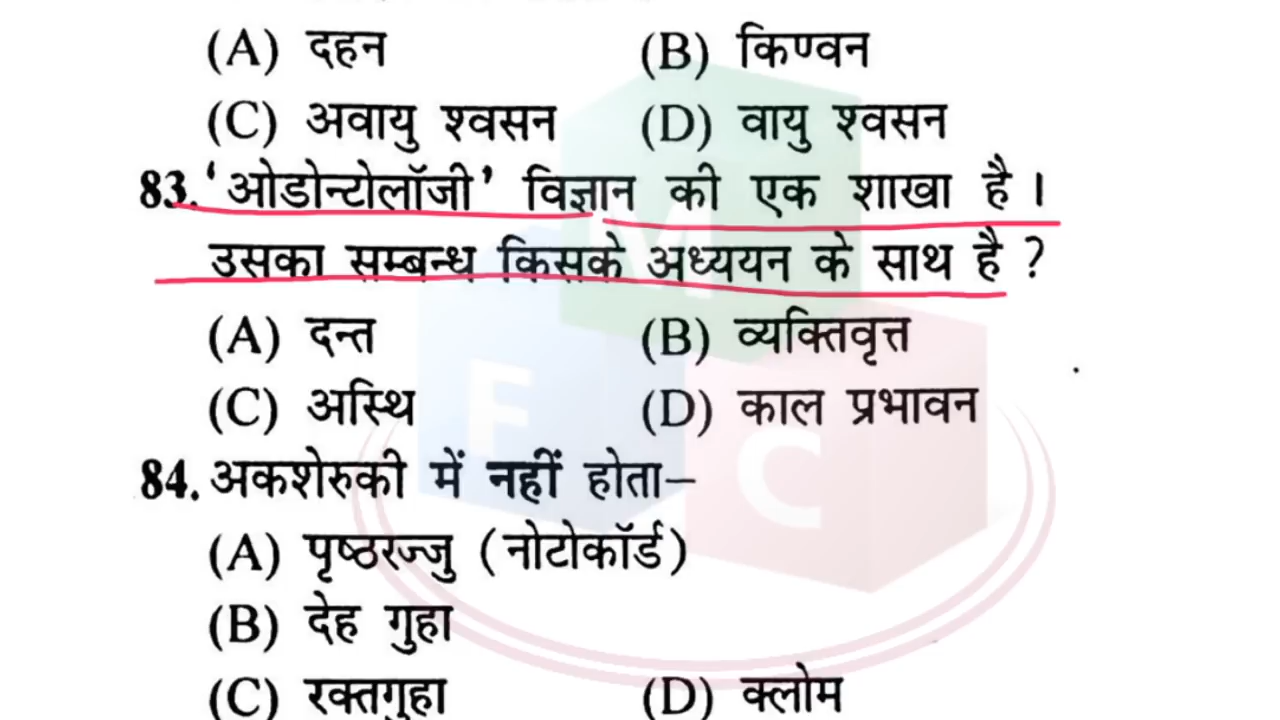 (A) दहन (B) किण्वन
(C) अवायु श्वसन (D) वायु श्वसन
83. 'ओडोन्टोलॉजी' विज्ञान की एक शाखा है।
उसका सम्बन्ध किसके अध्ययन के साथ है ?
(A) दन्त (B) व्यक्तिवृत्त
(C) अस्थि (D) काल प्रभावन
84. अकशेरुकी में नहीं होता–
(A) पृष्ठरज्जु (नोटोकॉर्ड)
(B) देह गुहा
(C) रक्तगुहा (D) क्लोम
M
F
C